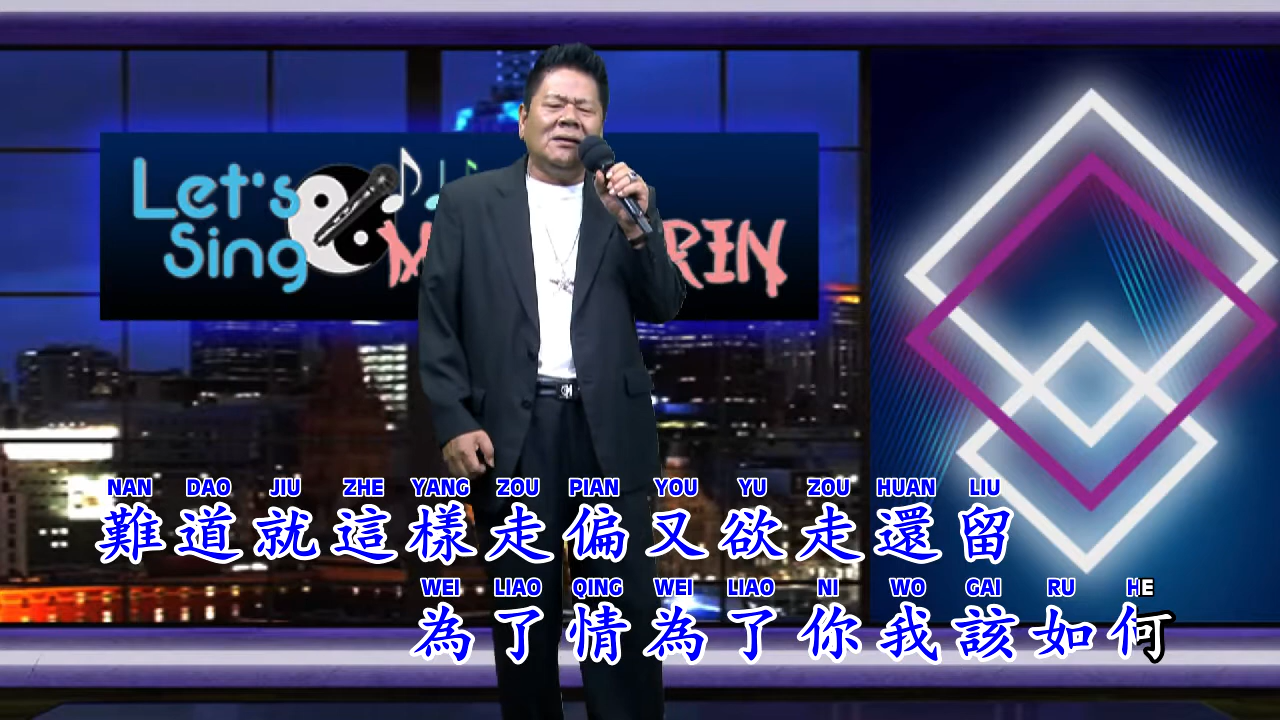 Let's
Sing
M RIN
NAN DAO JIU ZHE YANG ZOU PIAN YOU YU ZOU HUAN LIU
難道就這樣走偏又欲走還留
WEI LIAO QING WEI LIAO NI WO GAI RU HE
為了情為了你我該如何